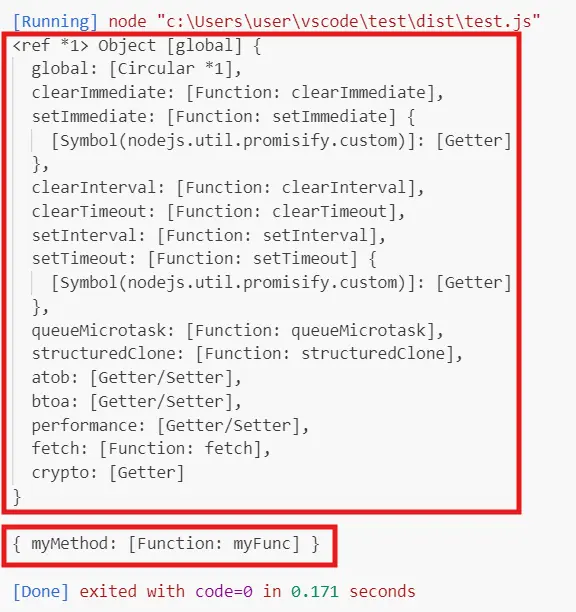 [Running] node "c:\Users\user\vscode\test\dist\test.js"
<ref *1> Object [global] {
  global: [Circular *1],
  clearImmediate: [Function: clearImmediate],
  setImmediate: [Function: setImmediate] {
    [Symbol(nodejs.util.promisify.custom)]: [Getter]
  },
  clearInterval: [Function: clearInterval],
  clearTimeout: [Function: clearTimeout],
  setInterval: [Function: setInterval],
  setTimeout: [Function: setTimeout] {
    [Symbol(nodejs.util.promisify.custom)]: [Getter]
  },
  queueMicrotask: [Function: queueMicrotask],
  structuredClone: [Function: structuredClone],
  atob: [Getter/Setter],
  btoa: [Getter/Setter],
  performance: [Getter/Setter],
  fetch: [Function: fetch],
  crypto: [Getter]
}
{ myMethod: [Function: myFunc] }
[Done] exited with code=0 in 0.171 seconds